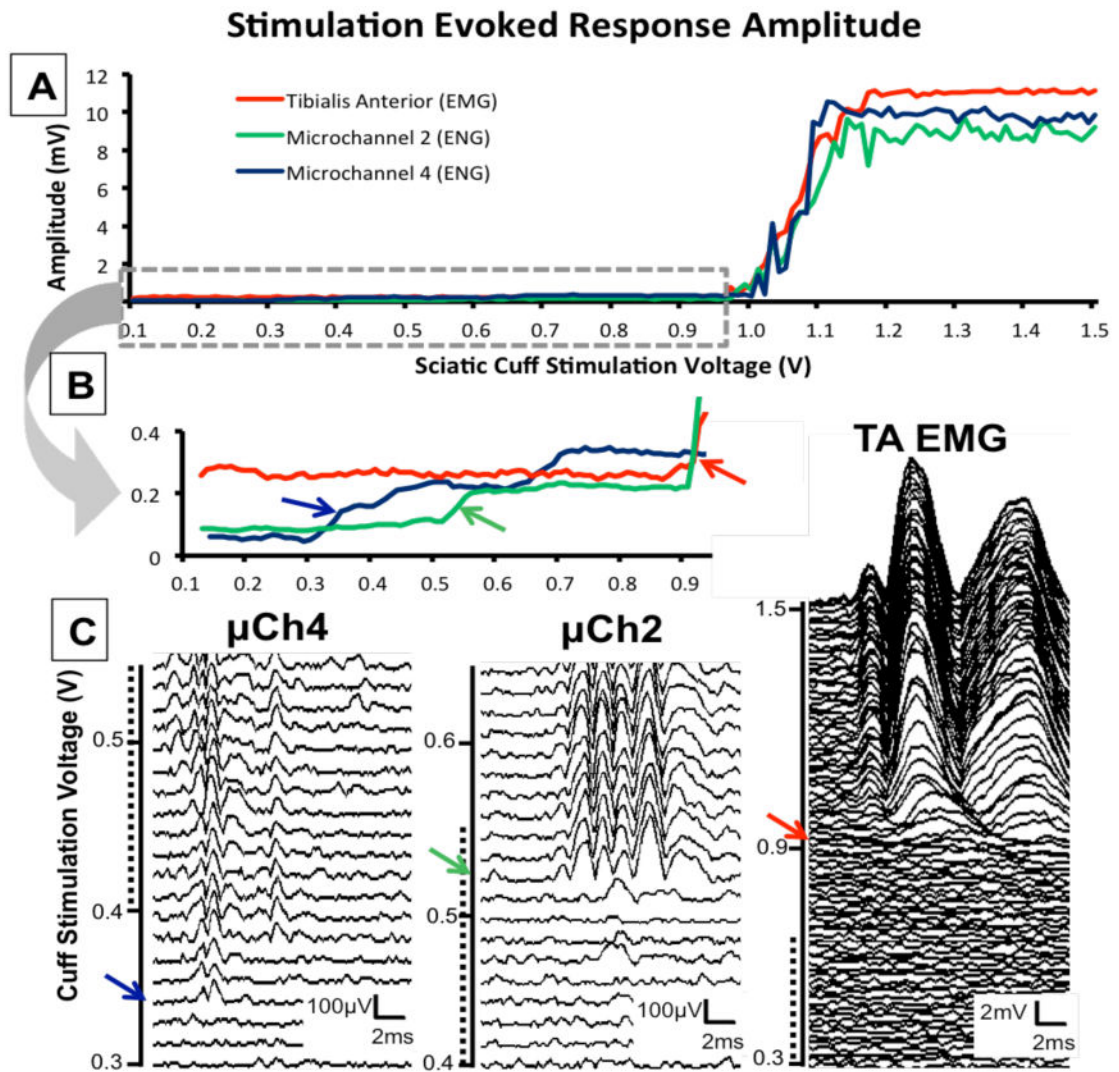 Stimulation Evoked Response Amplitude
A
12
10
8
6
4
2
Amplitude (mV)
Tibialis Anterior (EMG)
Microchannel 2 (ENG)
Microchannel 4 (ENG)
0.1 0.2 0.3 0.4 0.5 0.6 0.7 0.8 0.9 1.0 1.1 1.2 1.3 1.4 1.5
Sciatic Cuff Stimulation Voltage (V)
B
0.4
0.2
0
0.1 0.2 0.3 0.4 0.5 0.6 0.7 0.8 0.9
TA EMG
1.5
0.9
0.3
2mV
2ms
C
Cuff Stimulation Voltage (V)
µCh4
0.5
0.4
0.3
100µV
2ms
µCh2
0.6
0.5
0.4
100µV
2ms